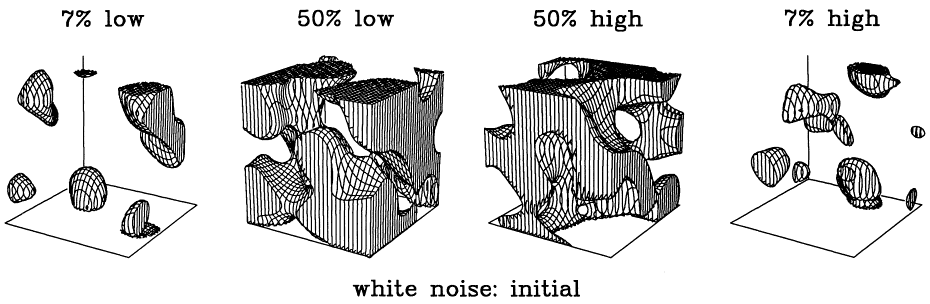 7% low 50% low 50% high 7% high
white noise: initial